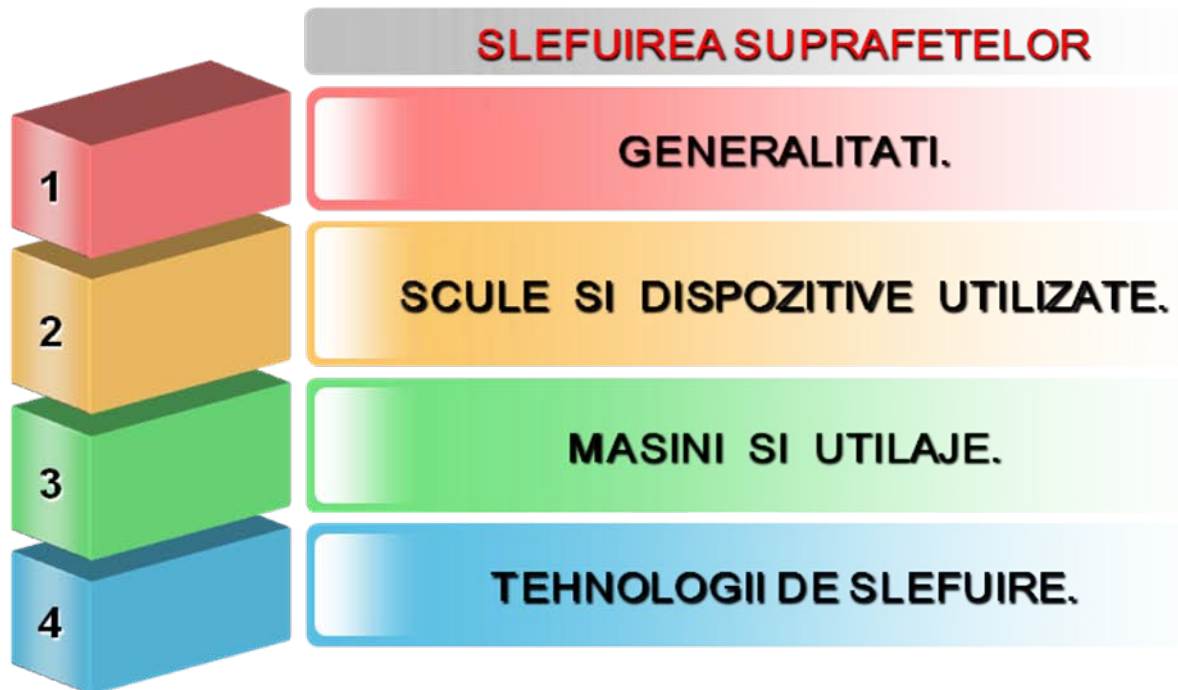 SLEFUIREA SUPRAFETELOR
1
GENERALITATI.
2
SCULE SI DISPOZITIVE UTILIZATE.
3
MASINI SI UTILAJE.
4
TEHNOLOGII DE SLEFUIRE.